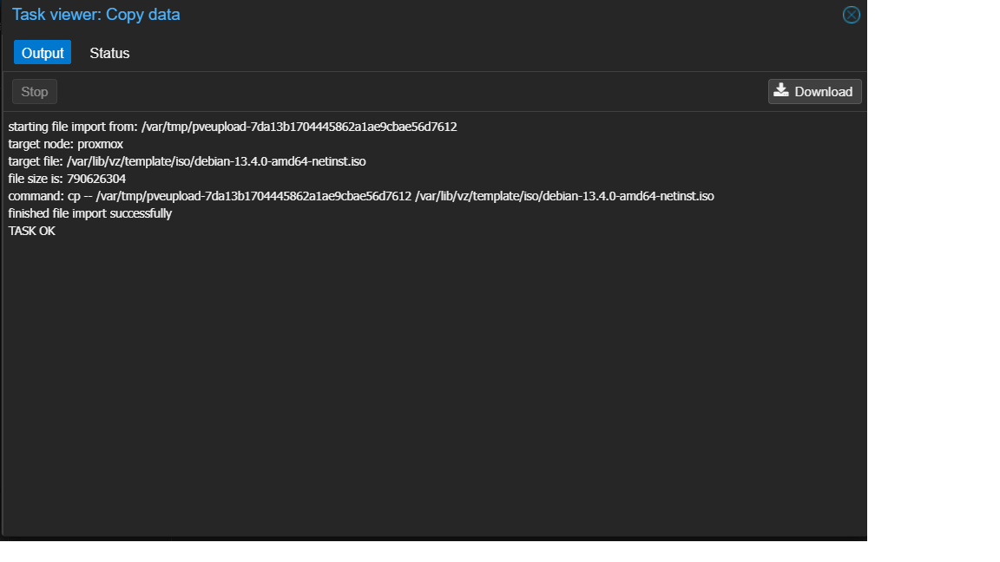 Task viewer: Copy data
Output Status
Stop Download
starting file import from: /var/tmp/pveupload-7da13b1704445862a1ae9cbae56d7612
target node: proxmox
target file: /var/lib/vz/template/iso/debian-13.4.0-amd64-netinst.iso
file size is: 790626304
command: cp -- /var/tmp/pveupload-7da13b1704445862a1ae9cbae56d7612 /var/lib/vz/template/iso/debian-13.4.0-amd64-netinst.iso
finished file import successfully
TASK OK